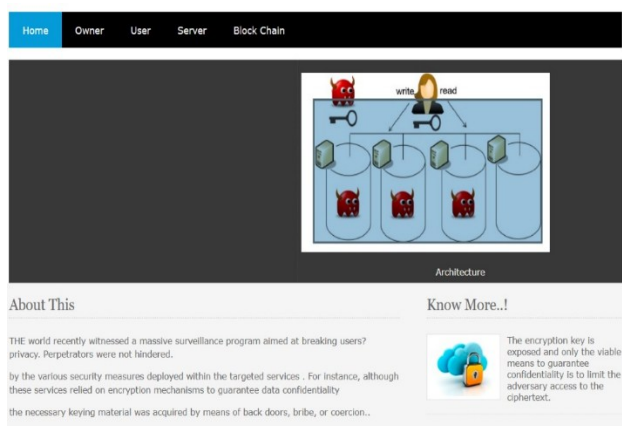 Home Owner User Server Block Chain
write read
Architecture
About This
THE world recently witnessed a massive surveillance program aimed at breaking users?
privacy. Perpetrators were not hindered.
by the various security measures deployed within the targeted services . For instance, although
these services relied on encryption mechanisms to guarantee data confidentiality
the necessary keying material was acquired by means of back doors, bribe, or coercion..
Know More..!
The encryption key is
exposed and only the viable
means to guarantee
confidentiality is to limit the
adversary access to the
ciphertext.